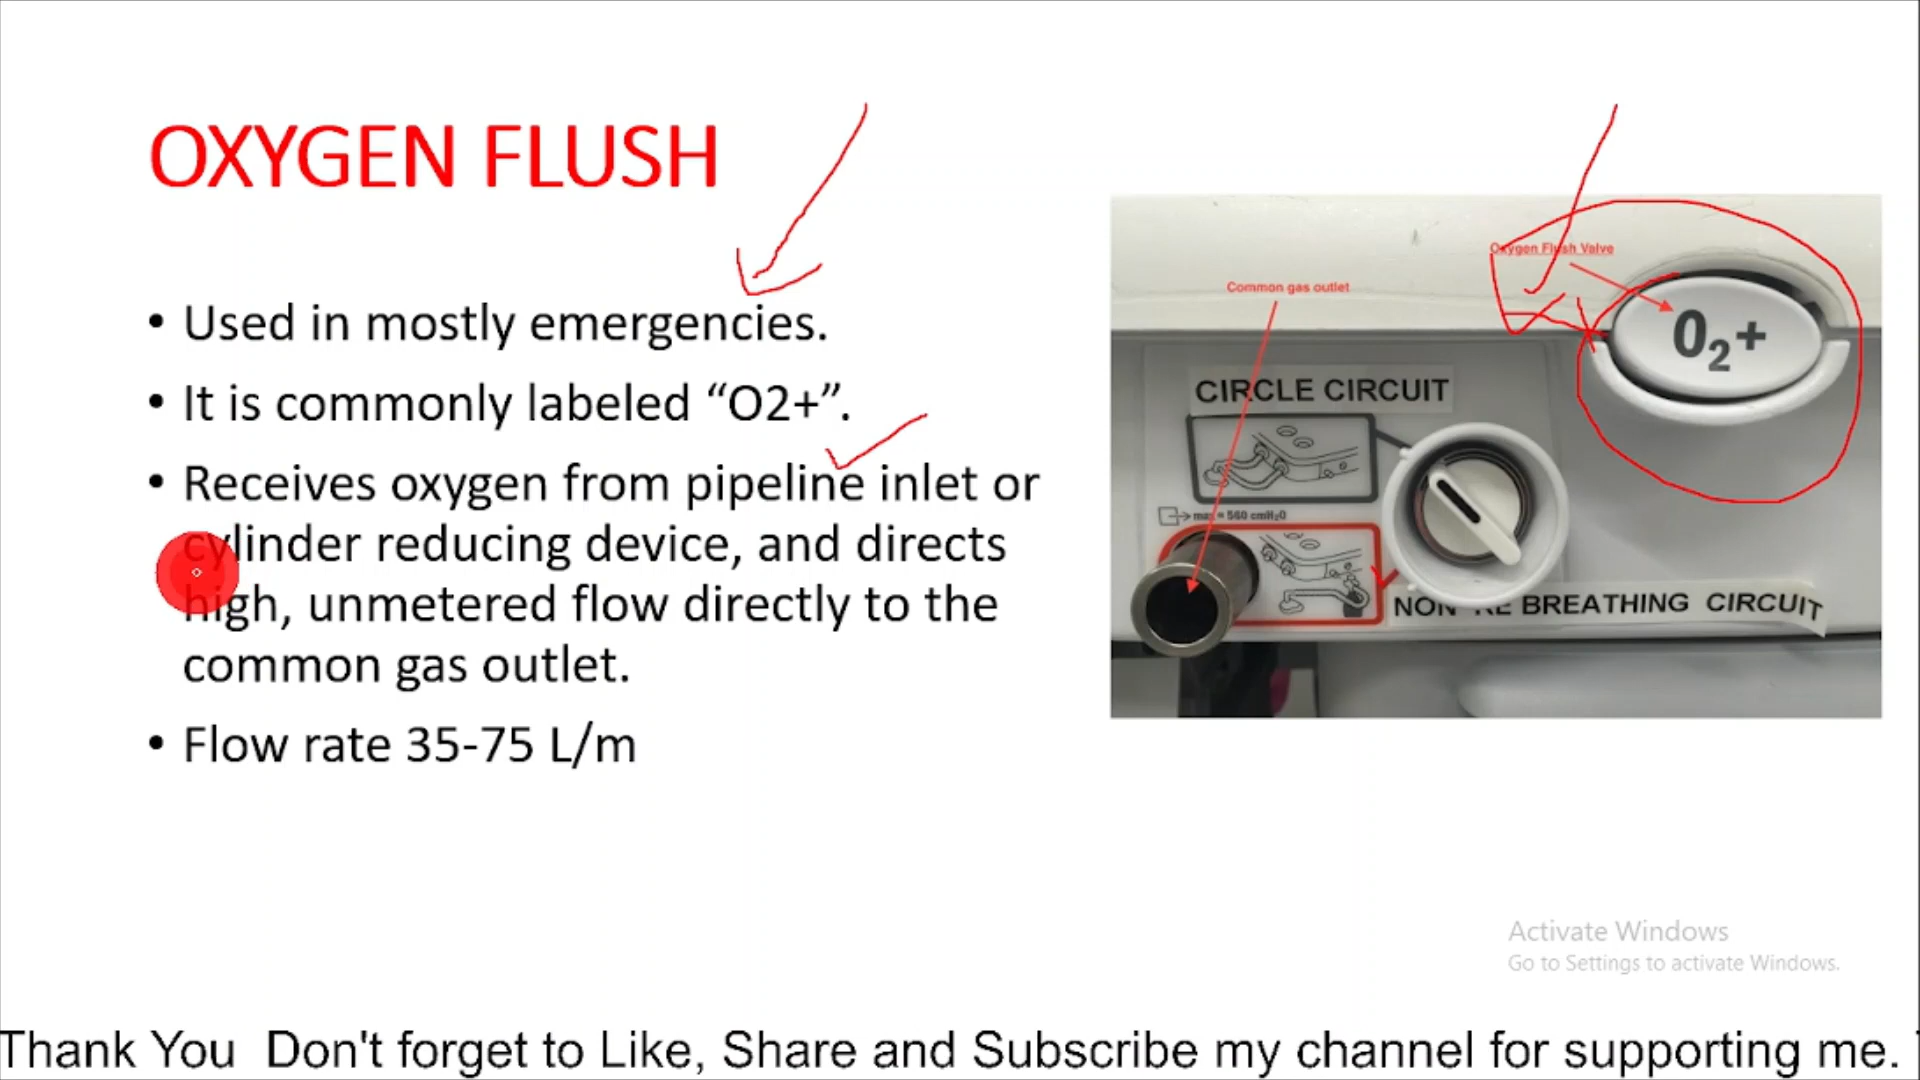 OXYGEN FLUSH
• Used in mostly emergencies.
• It is commonly labeled “O2+”.
• Receives oxygen from pipeline inlet or
cylinder reducing device, and directs
high, unmetered flow directly to the
common gas outlet.
• Flow rate 35-75 L/m
Oxygen Flush Valve
Common gas outlet
O₂+
CIRCLE CIRCUIT
max = 560 cmH₂O
NON RE BREATHING CIRCUIT
Activate Windows
Go to Settings to activate Windows.
Thank You Don't forget to Like, Share and Subscribe my channel for supporting me.